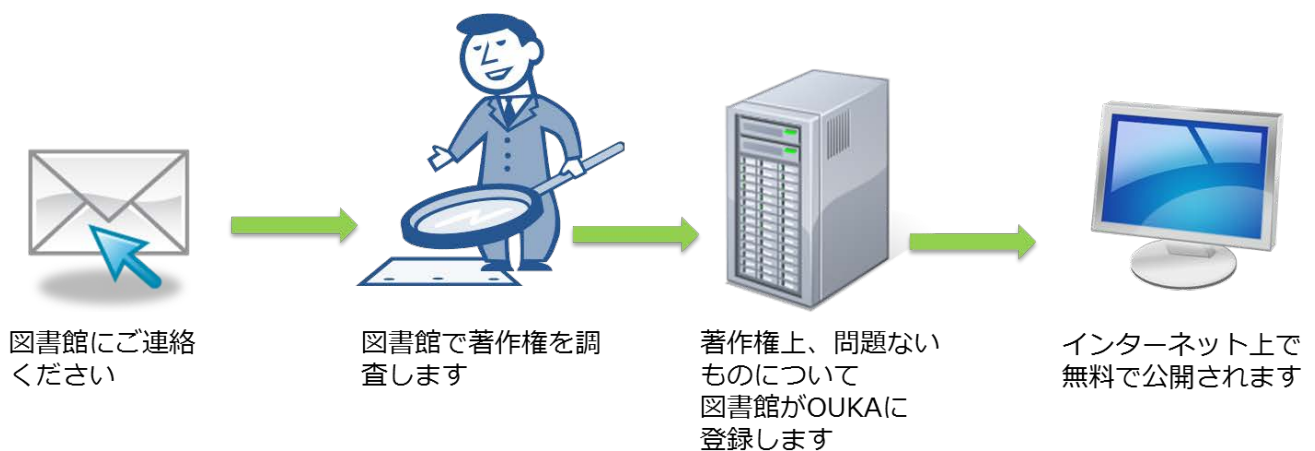 図書館にご連絡
ください
図書館で著作権を調
査します
著作権上、問題ない
ものについて
図書館がOUKAに
登録します
インターネット上で
無料で公開されます